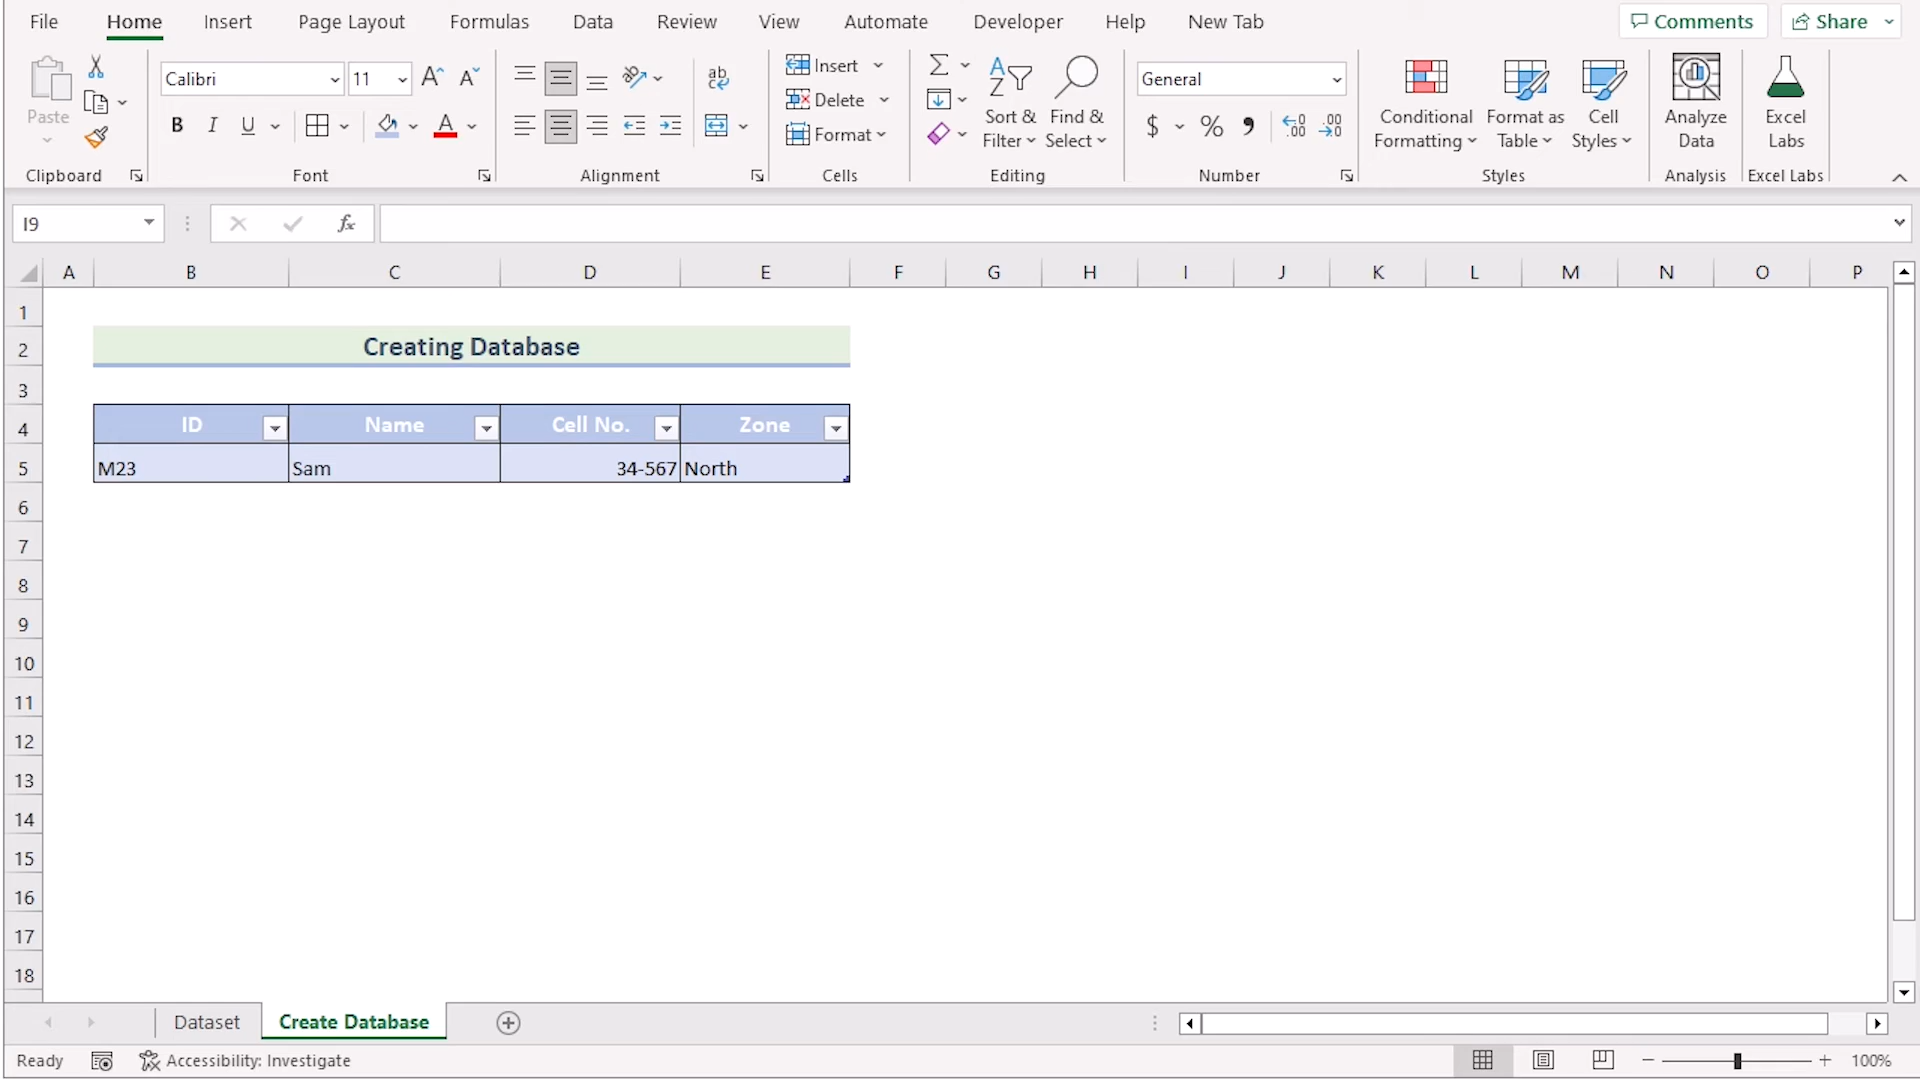 File Home Insert Page Layout Formulas Data Review View Automate Developer Help New Tab Comments Share
Paste
Clipboard
Calibri 11
B I U A
Font
ab
Alignment
Insert
Delete
Format
Cells
Sort & Filter
Find & Select
Editing
General
$ % , .00 .00
Number
Conditional Formatting
Format as Table
Cell Styles
Styles
Analyze Data
Analysis
Excel Labs
Excel Labs
I9 fx
A B C D E F G H I J K L M N O P
1
2 Creating Database
3
4 ID Name Cell No. Zone
5 M23 Sam 34-567 North
6
7
8
9
10
11
12
13
14
15
16
17
18
Dataset Create Database
Ready Accessibility: Investigate 100%